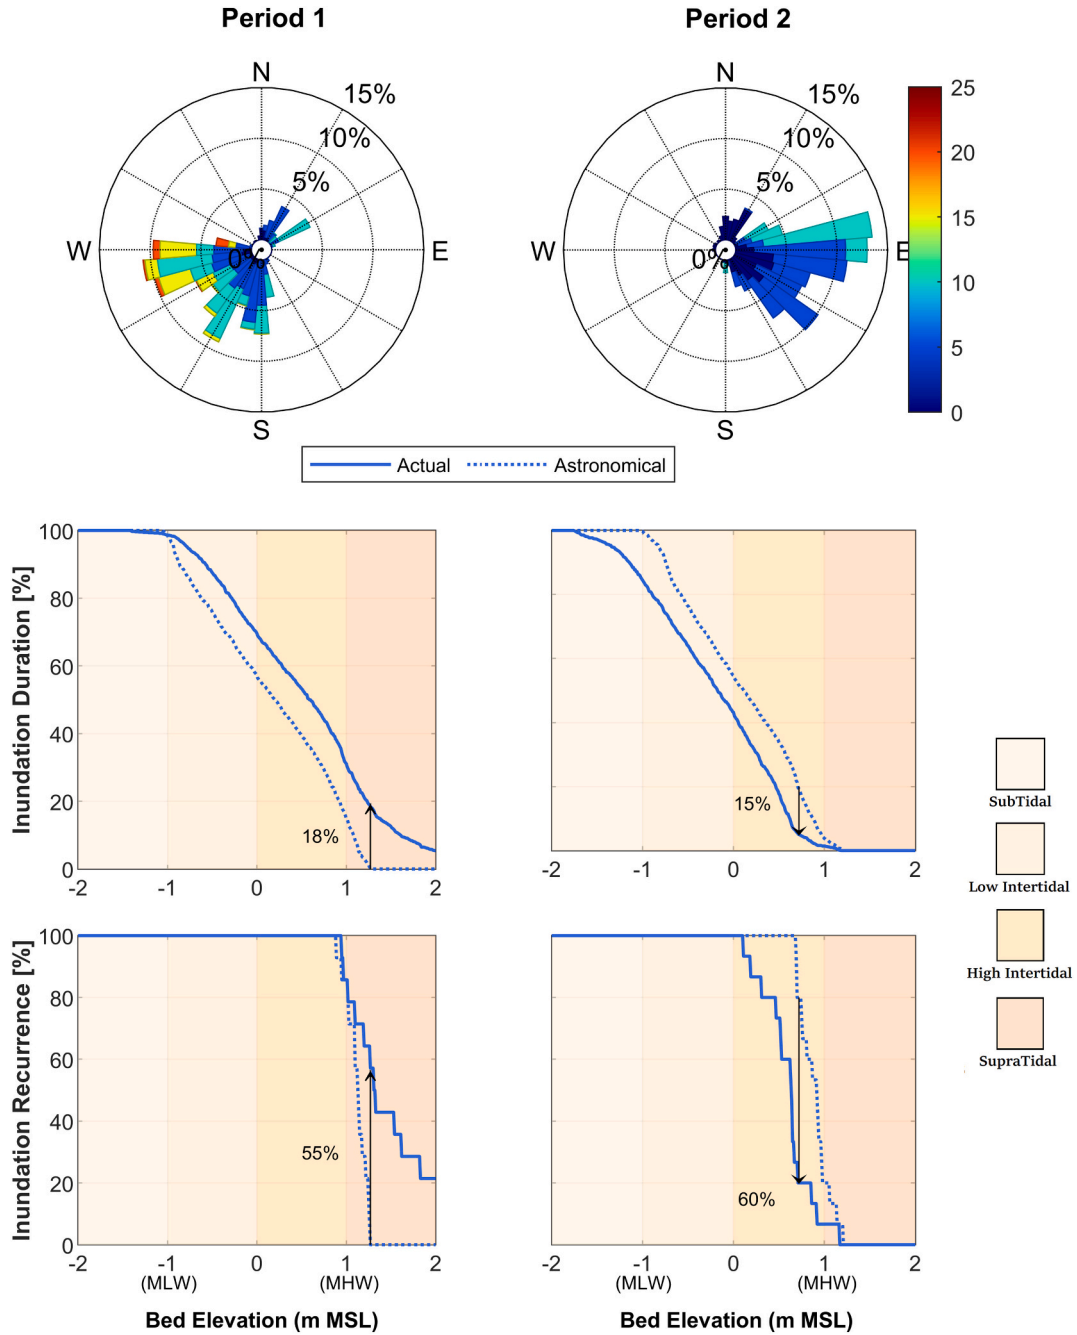 Period 1
Period 2
N
15%
10%
5%
W
0%
E
S
N
15%
10%
5%
W
0%
E
S
25
20
15
10
5
0
Actual
Astronomical
Inundation Duration [%]
100
80
60
40
20
0
18%
-2
-1
0
1
2
15%
-2
-1
0
1
2
Inundation Recurrence [%]
100
80
60
40
20
0
55%
-2
-1
0
1
2
(MLW)
(MHW)
Bed Elevation (m MSL)
60%
-2
-1
0
1
2
(MLW)
(MHW)
Bed Elevation (m MSL)
SubTidal
Low Intertidal
High Intertidal
SupraTidal